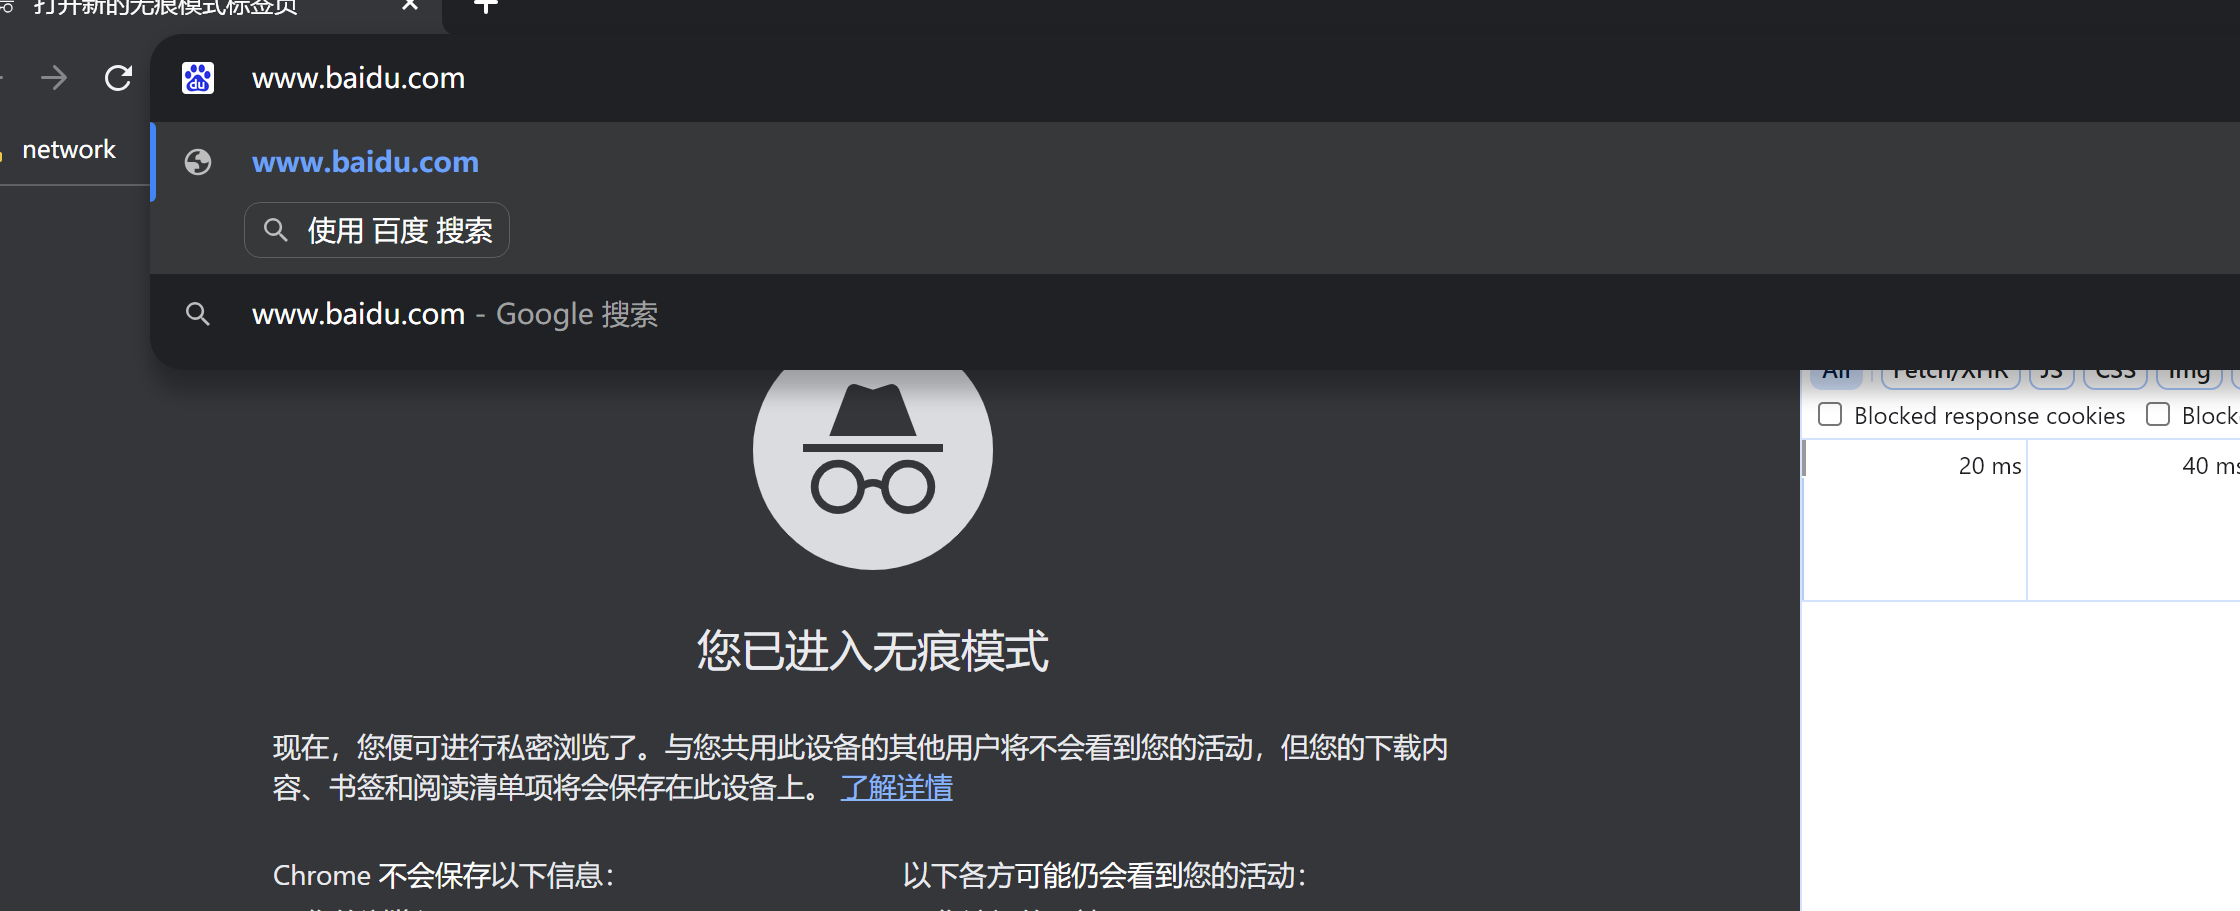 打开新的无痕模式标签页
www.baidu.com
network
www.baidu.com
使用 百度 搜索
www.baidu.com - Google 搜索
All Fetch/XHR JS CSS Img
Blocked response cookies Block
20 ms 40 ms
您已进入无痕模式
现在，您便可进行私密浏览了。与您共用此设备的其他用户将不会看到您的活动，但您的下载内
容、书签和阅读清单项将会保存在此设备上。 了解详情
Chrome 不会保存以下信息： 以下各方可能仍会看到您的活动：